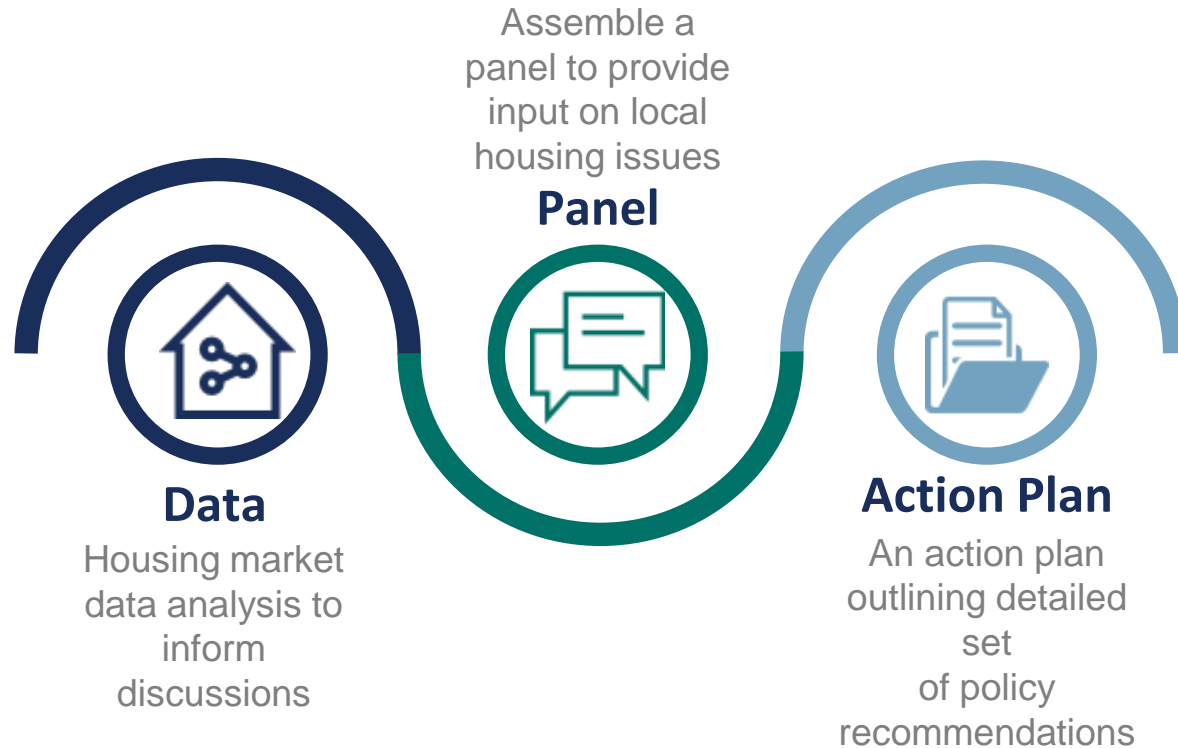 Data
Housing market
data analysis to
inform
discussions
Assemble a
panel to provide
input on local
housing issues
Panel
Action Plan
An action plan
outlining detailed
set
of policy
recommendations